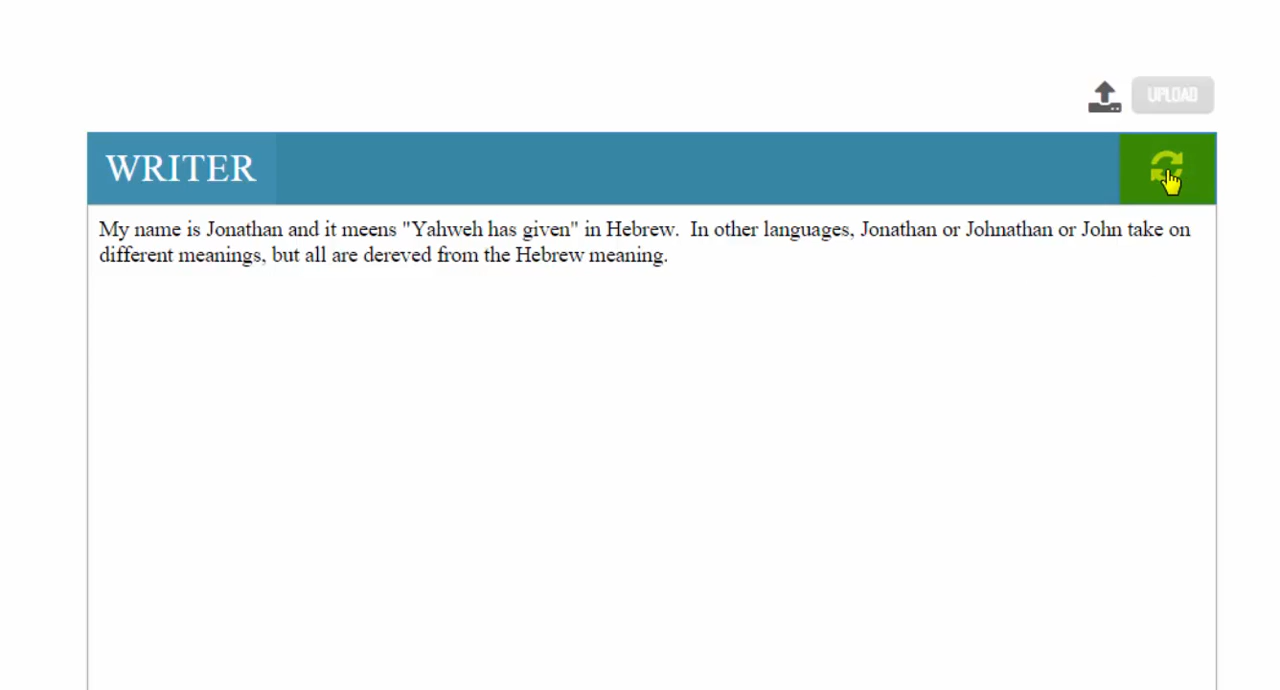 UPLOAD
WRITER
My name is Jonathan and it meens "Yahweh has given" in Hebrew.  In other languages, Jonathan or Johnathan or John take on
different meanings, but all are dereved from the Hebrew meaning.